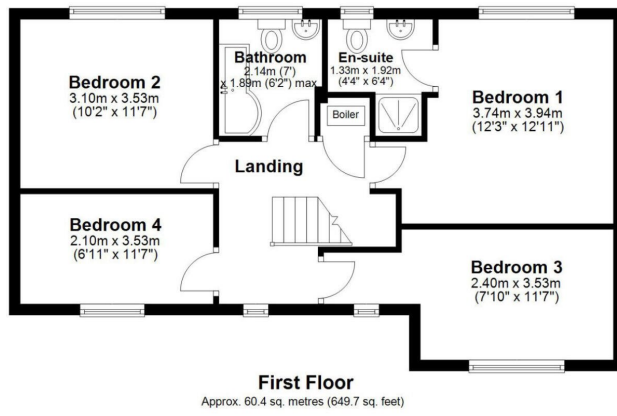 Bathroom
2.14m (7')
x 1.89m (6'2") max
En-suite
1.33m x 1.92m
(4'4" x 6'4")
Bedroom 2
3.10m x 3.53m
(10'2" x 11'7")
Bedroom 1
3.74m x 3.94m
(12'3" x 12'11")
Boiler
Landing
Bedroom 4
2.10m x 3.53m
(6'11" x 11'7")
Bedroom 3
2.40m x 3.53m
(7'10" x 11'7")
First Floor
Approx. 60.4 sq. metres (649.7 sq. feet)